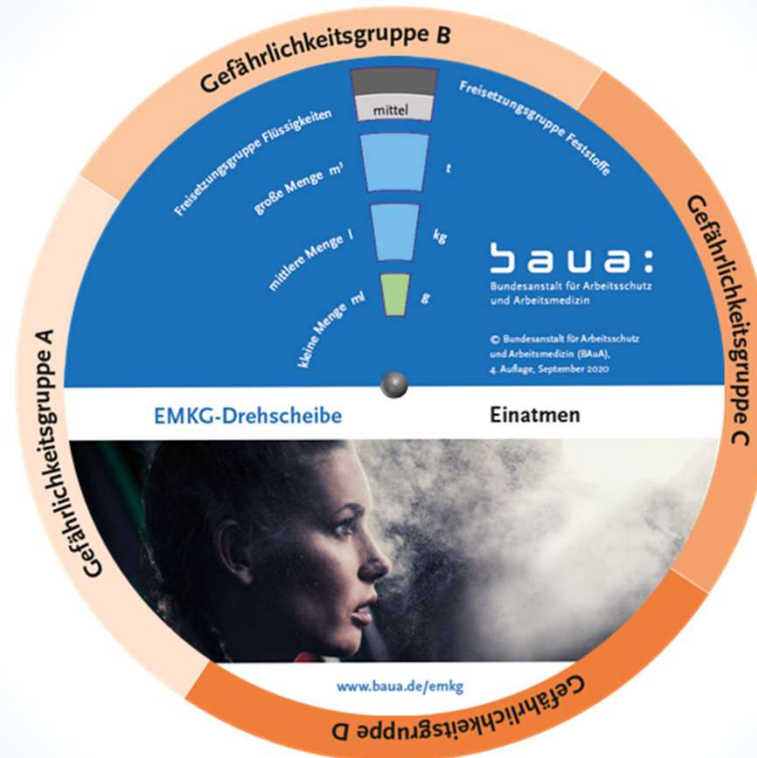 Gefährlichkeitsgruppe B
mittel
Freisetzungsgruppe Flüssigkeiten
Freisetzungsgruppe Feststoffe
große Menge m³
t
mittlere Menge l
kg
kleine Menge ml
g
Gefährlichkeitsgruppe A
Gefährlichkeitsgruppe C
baua:
Bundesanstalt für Arbeitsschutz
und Arbeitsmedizin
© Bundesanstalt für Arbeitsschutz
und Arbeitsmedizin (BAuA),
4. Auflage, September 2020
EMKG-Drehscheibe
Einatmen
www.baua.de/emkg
Gefährlichkeitsgruppe D